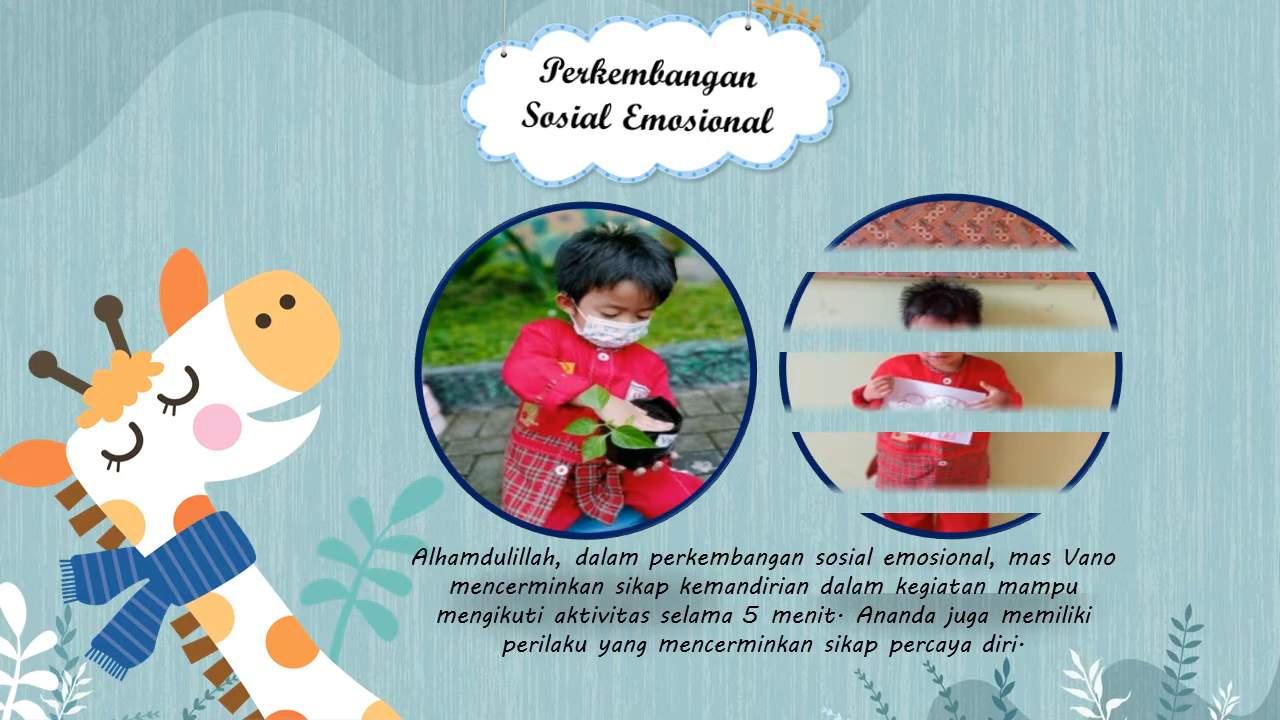 Perkembangan
Sosial Emosional
Alhamdulillah, dalam perkembangan sosial emosional, mas Vano
mencerminkan sikap kemandirian dalam kegiatan mampu
mengikuti aktivitas selama 5 menit. Ananda juga memiliki
perilaku yang mencerminkan sikap percaya diri.